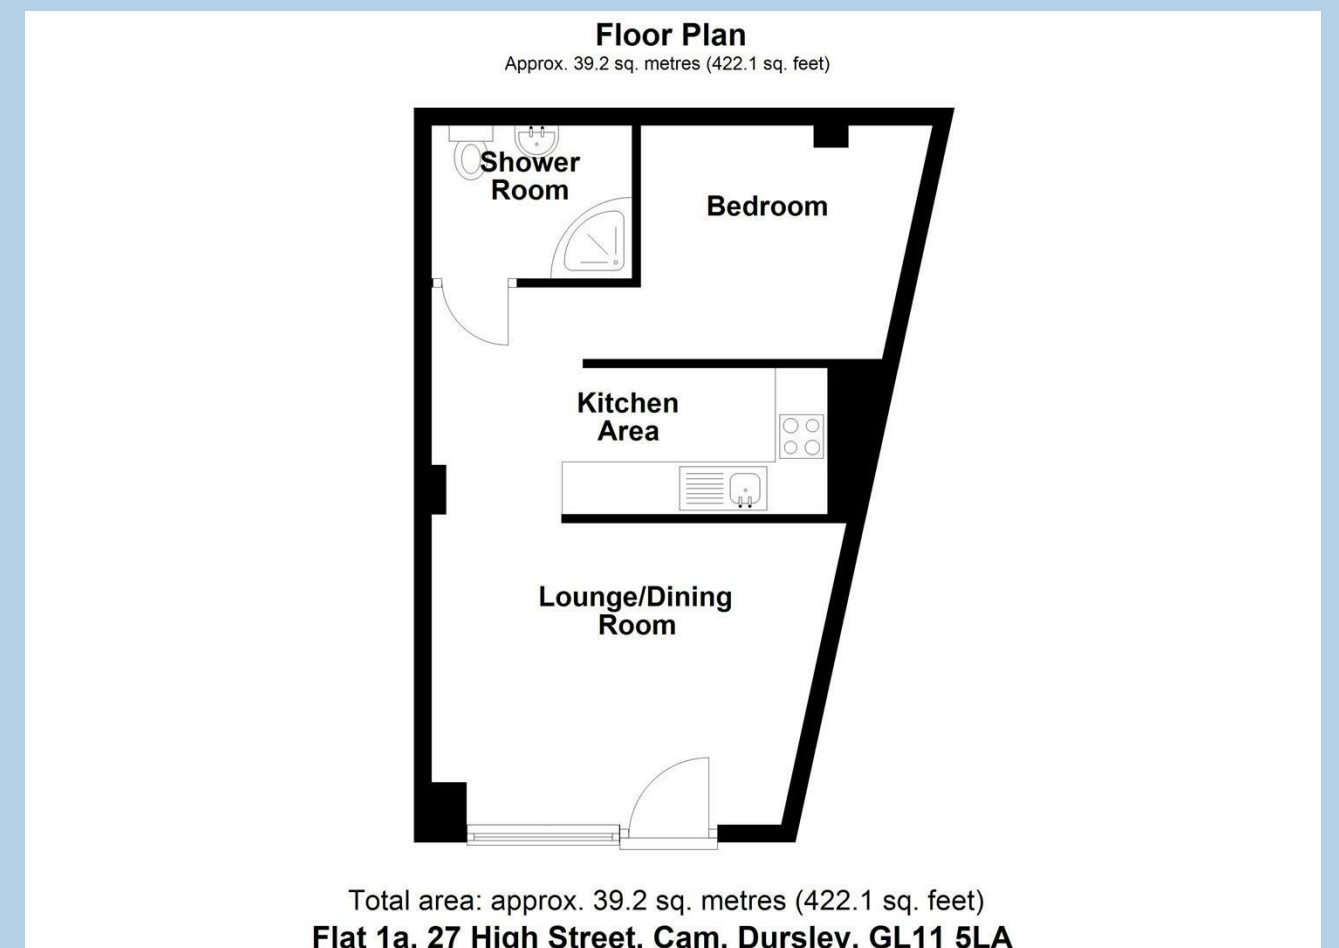 Floor Plan
Approx. 39.2 sq. metres (422.1 sq. feet)
Shower
Room
Bedroom
Kitchen
Area
Lounge/Dining
Room
Total area: approx. 39.2 sq. metres (422.1 sq. feet)
Flat 1a, 27 High Street, Cam, Dursley, GL11 5LA